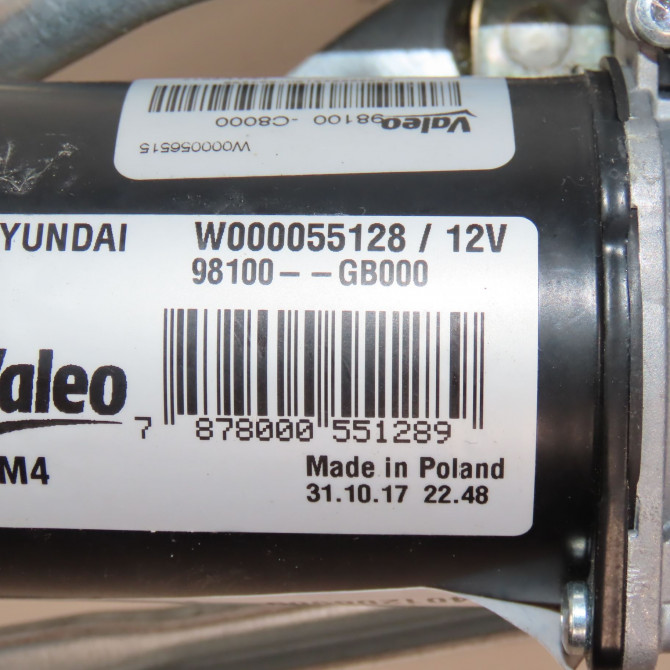 Valeo
98100 -C8000
W000056515
YUNDAI
W000055128 / 12V
98100-- -GB000
Valeo
7 878000 551289
M4
Made in Poland
31.10.17 22.48